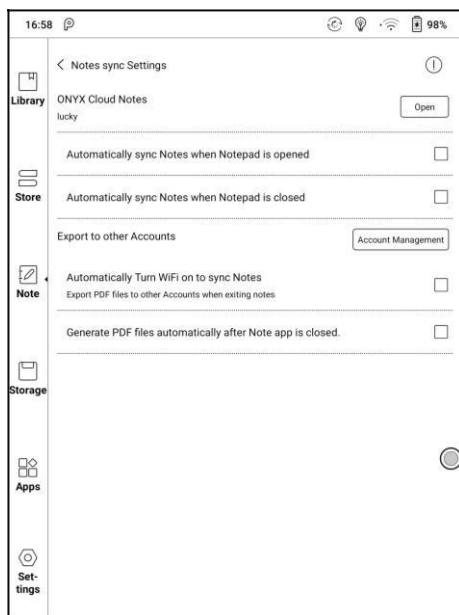 16:58
98%
Notes sync Settings
Library
ONYX Cloud Notes
lucky
Open
Automatically sync Notes when Notepad is opened
Store
Automatically sync Notes when Notepad is closed
Export to other Accounts
Account Management
Note
Automatically Turn WiFi on to sync Notes
Export PDF files to other Accounts when exiting notes
Generate PDF files automatically after Note app is closed.
Storage
Apps
Set-
tings